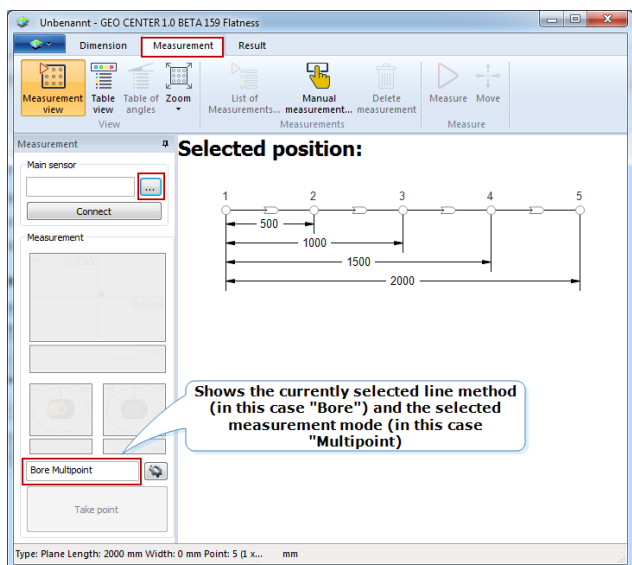 Unbenannt - GEO CENTER 1.0 BETA 159 Flatness
Dimension Measurement Result
Measurement view
Table view
Table of angles
Zoom
List of Measurements...
Manual measurement...
Delete measurement
Measure
Move
View Measurements Measure
Measurement
Selected position:
Main sensor
...
Connect
Measurement
1 2 3 4 5
500
1000
1500
2000
Shows the currently selected line method
(in this case "Bore") and the selected
measurement mode (in this case
"Multipoint)
Bore Multipoint
Take point
Type: Plane Length: 2000 mm Width: 0 mm Point: 5 (1 x... mm